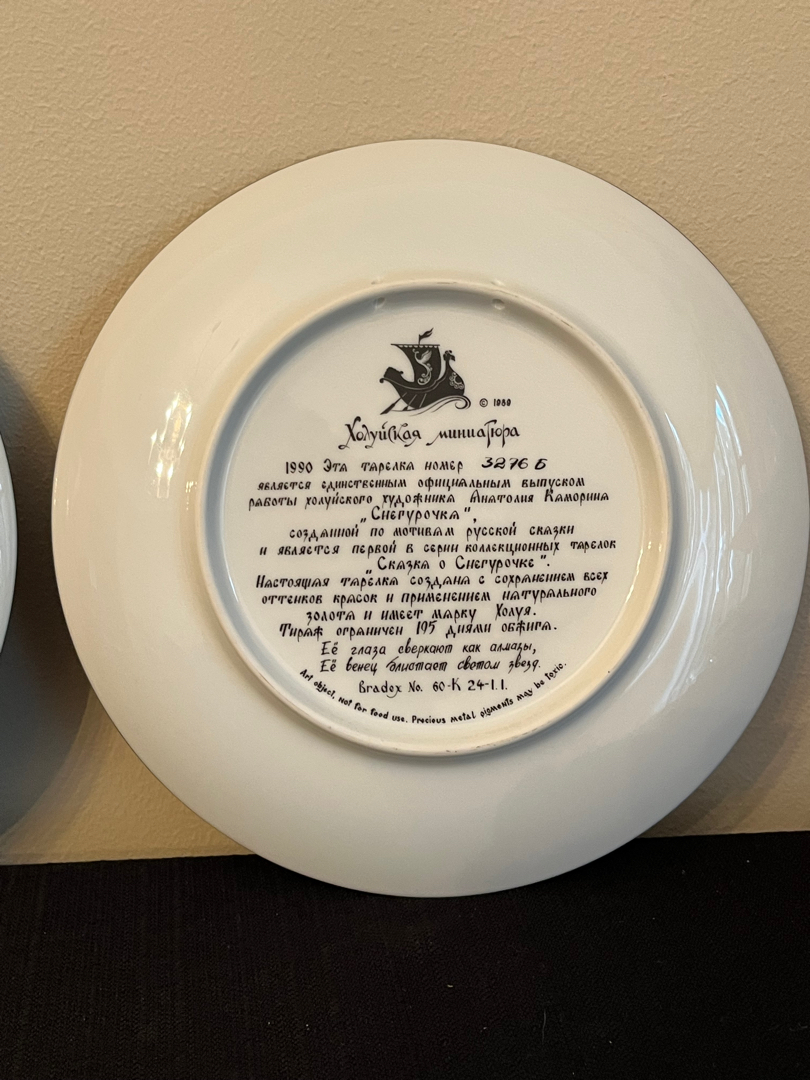 © 1989
Холуйская миниатюра
1990 Эта тарелка номер 3276 Б
является единственным официальным выпуском
работы холуйского художника Анатолия Каморина
„Снегурочка",
созданной по мотивам русской сказки
и является первой в серии коллекционных тарелок
„Сказка о Снегурочке".
Настоящая тарелка создана с сохранением всех
оттенков красок и применением натурального
золота и имеет марку Холуя.
Тираж ограничен 195 днями обжига.
Её глаза сверкают как алмазы,
Её венец блистает светом звезд.
Bradex No. 60-К 24-1.1.
Art object, not for food use. Precious metal pigments may be toxic.